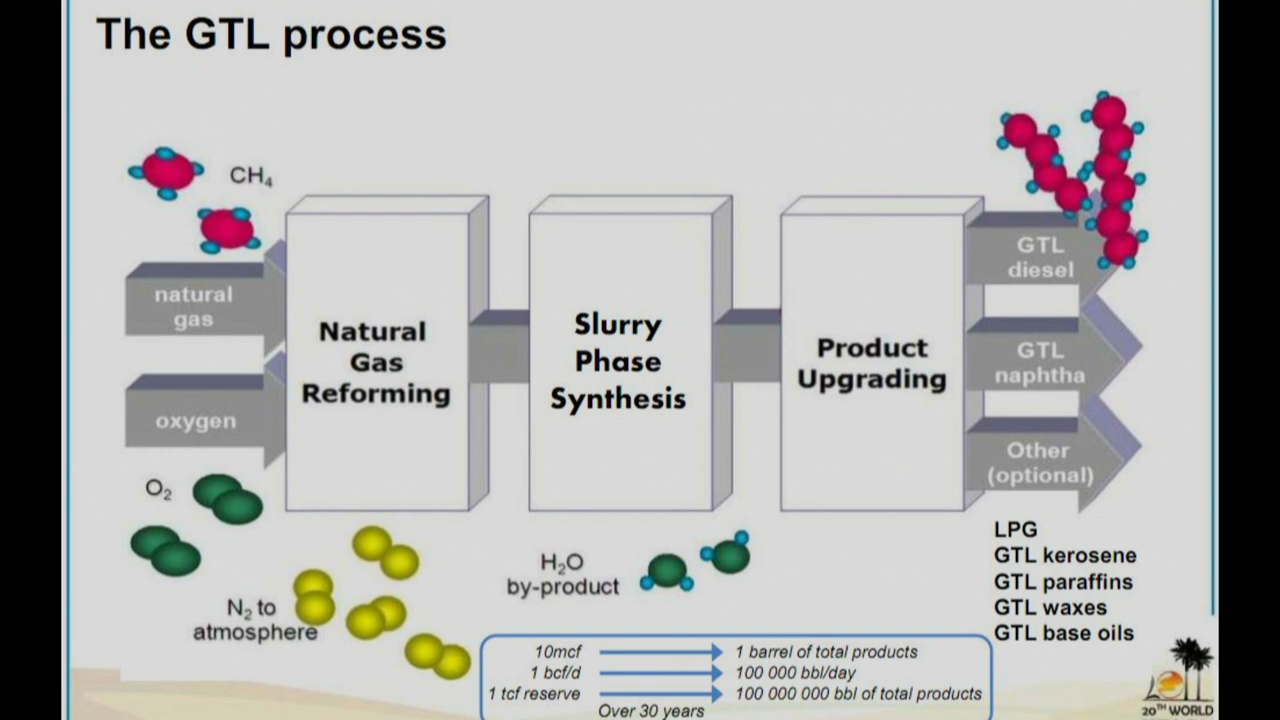 The GTL process
CH₄
natural
gas
oxygen
O₂
N₂ to
atmosphere
Natural
Gas
Reforming
Slurry
Phase
Synthesis
H₂O
by-product
Product
Upgrading
GTL
diesel
GTL
naphtha
Other
(optional)
LPG
GTL kerosene
GTL paraffins
GTL waxes
GTL base oils
10mcf 1 barrel of total products
1 bcf/d 100 000 bbl/day
1 tcf reserve 100 000 000 bbl of total products
Over 30 years
20TH WORLD